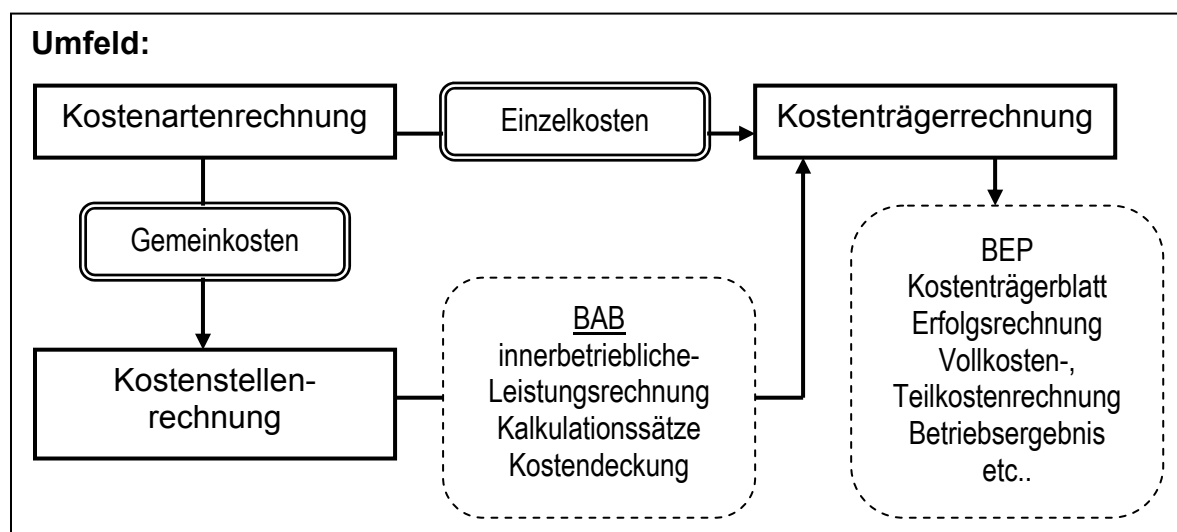 Umfeld:
Kostenartenrechnung
Einzelkosten
Kostenträgerrechnung
Gemeinkosten
Kostenstellen-
rechnung
BAB
innerbetriebliche-
Leistungsrechnung
Kalkulationssätze
Kostendeckung
BEP
Kostenträgerblatt
Erfolgsrechnung
Vollkosten-,
Teilkostenrechnung
Betriebsergebnis
etc..